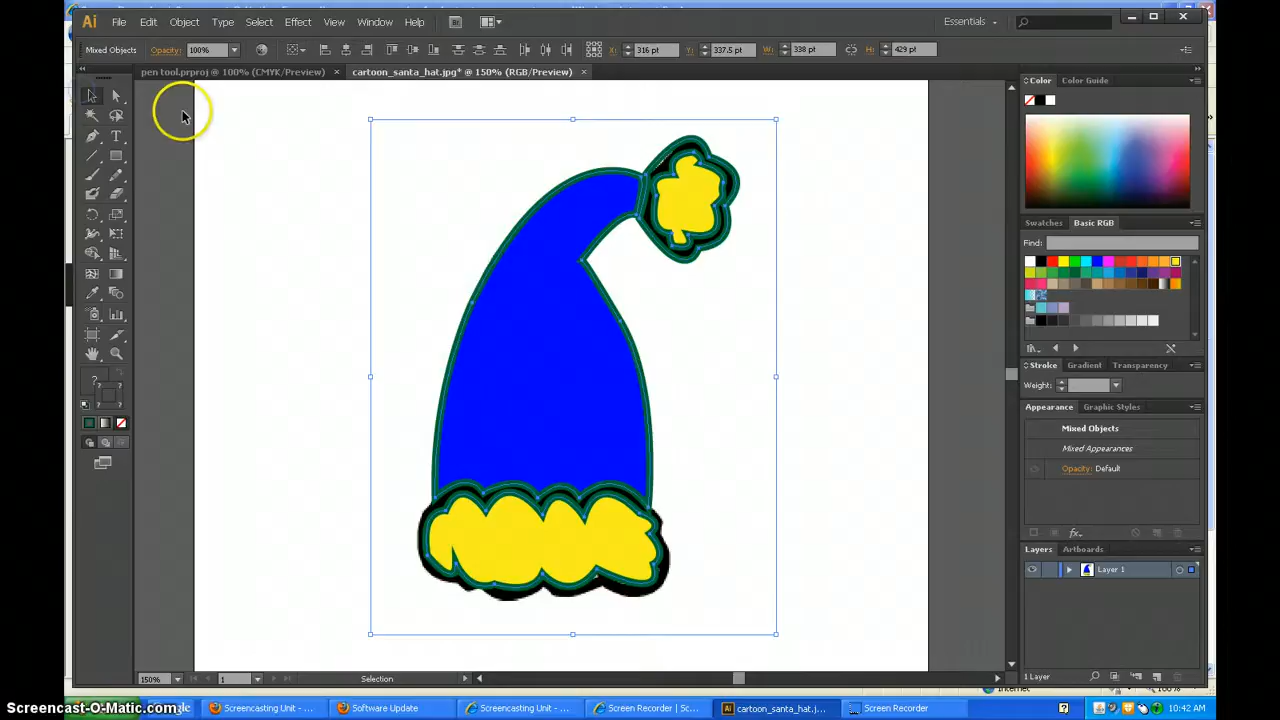 Ai File Edit Object Type Select Effect View Window Help Br Essentials
Mixed Objects Opacity: 100% X: 316 pt Y: 337.5 pt W: 338 pt H: 429 pt
pen tool.prproj @ 100% (CMYK/Preview) × cartoon_santa_hat.jpg* @ 150% (RGB/Preview) ×
Color Color Guide
Swatches Basic RGB
Find:
Stroke Gradient Transparency
Weight:
Appearance Graphic Styles
Mixed Objects
Mixed Appearances
Opacity: Default
fx
Layers Artboards
Layer 1
1 Layer
150% 1 Selection
Internet
Screencast-O-Matic.com
Screencasting Unit - ... Software Update Screencasting Unit - ... Screen Recorder | Sc... cartoon_santa_hat.j... Screen Recorder 10:42 AM